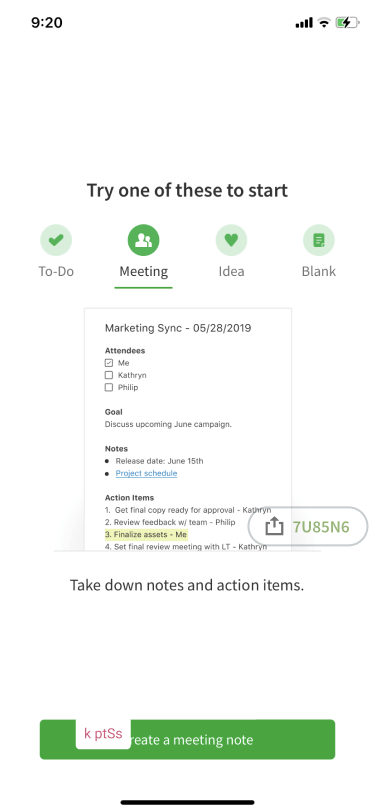 9:20
Try one of these to start
To-Do Meeting Idea Blank
Marketing Sync - 05/28/2019
Attendees
Me
Kathryn
Philip
Goal
Discuss upcoming June campaign.
Notes
Release date: June 15th
Project schedule
Action Items
1. Get final copy ready for approval - Kathryn
2. Review feedback w/ team - Philip
7U85N6
3. Finalize assets - Me
4. Set final review meeting with LT - Kathryn
Take down notes and action items.
k ptSs
reate a meeting note